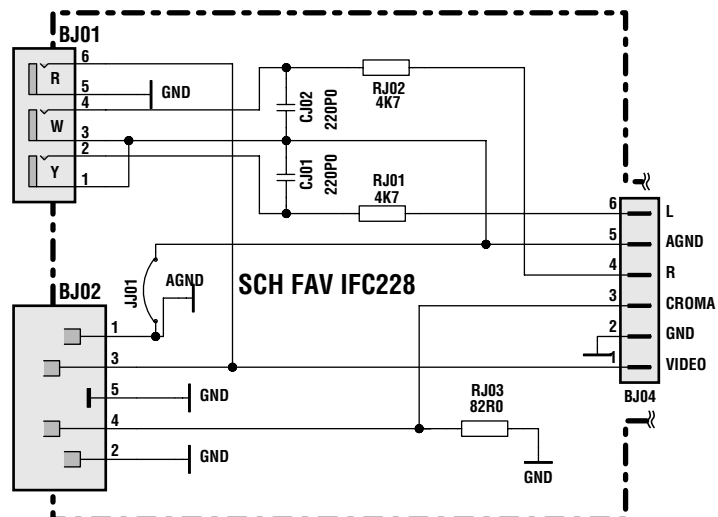 BJ01
6
R
5
GND
4
W
3
2
Y
1
CJ02
220P0
RJ02
4K7
CJ01
220P0
RJ01
4K7
6
L
5
AGND
4
R
3
CROMA
2
GND
1
VIDEO
BJ04
JJ01
AGND
SCH FAV IFC228
BJ02
1
3
5
GND
4
2
GND
RJ03
82R0
GND